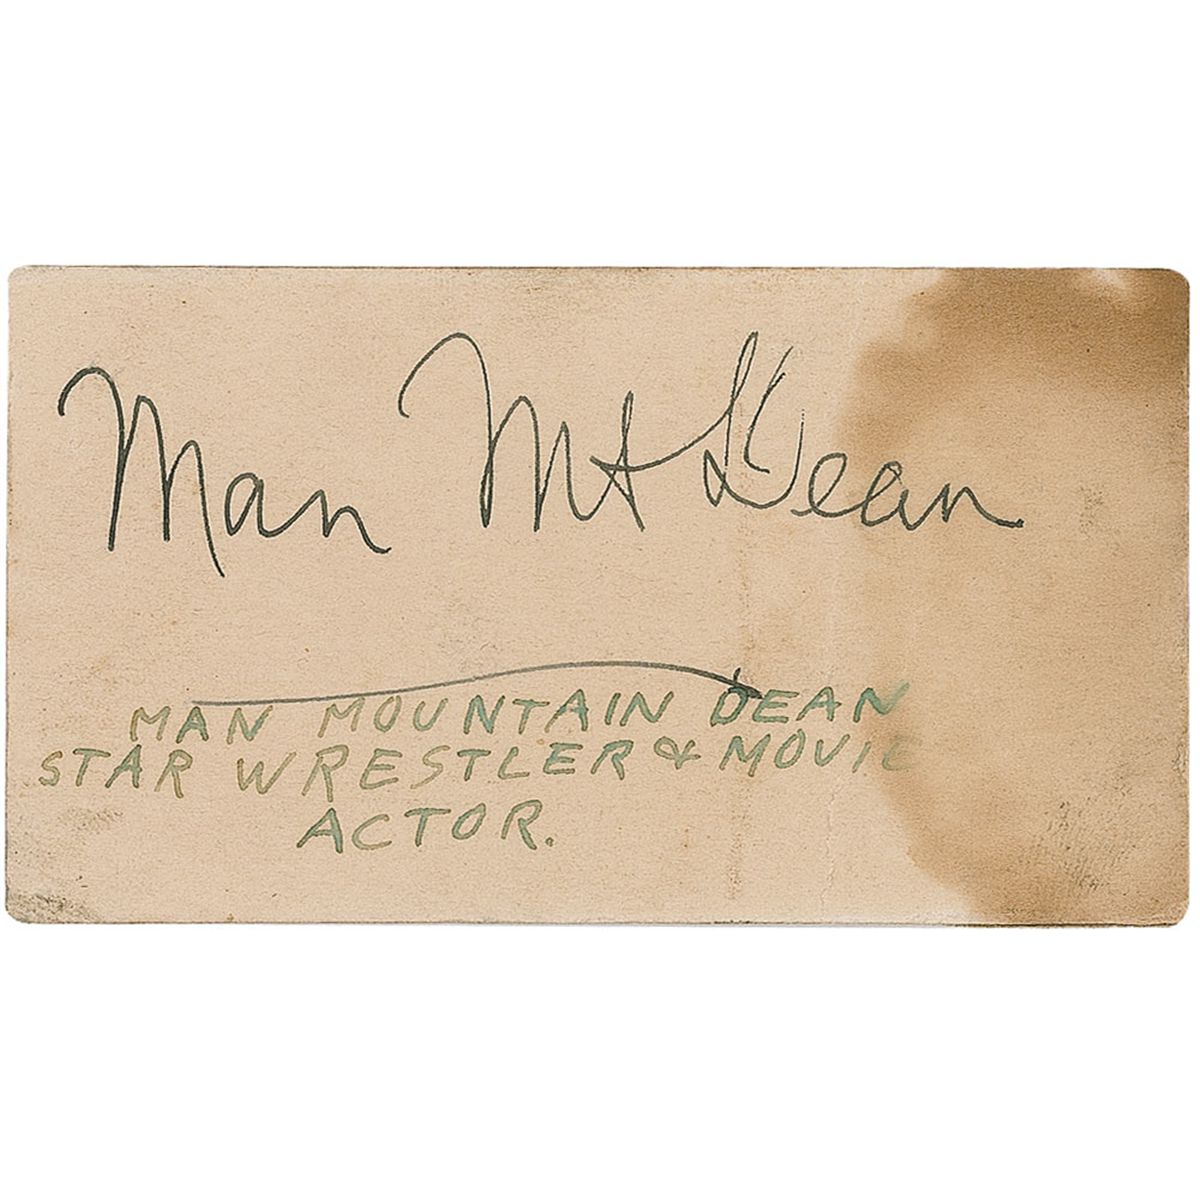 Man Mt Dean
MAN MOUNTAIN DEAN
STAR WRESTLER & MOVIE
ACTOR.